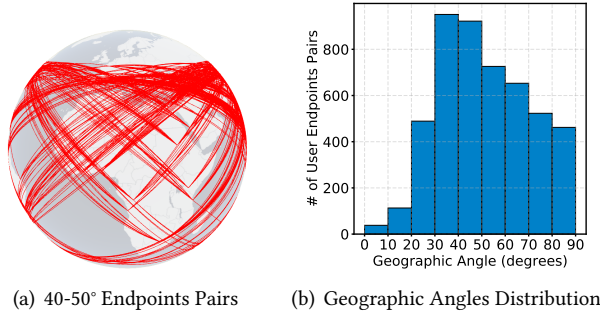 # of User Endpoints Pairs
800
600
400
200
0
0 10 20 30 40 50 60 70 80 90
Geographic Angle (degrees)
(a) 40-50° Endpoints Pairs
(b) Geographic Angles Distribution